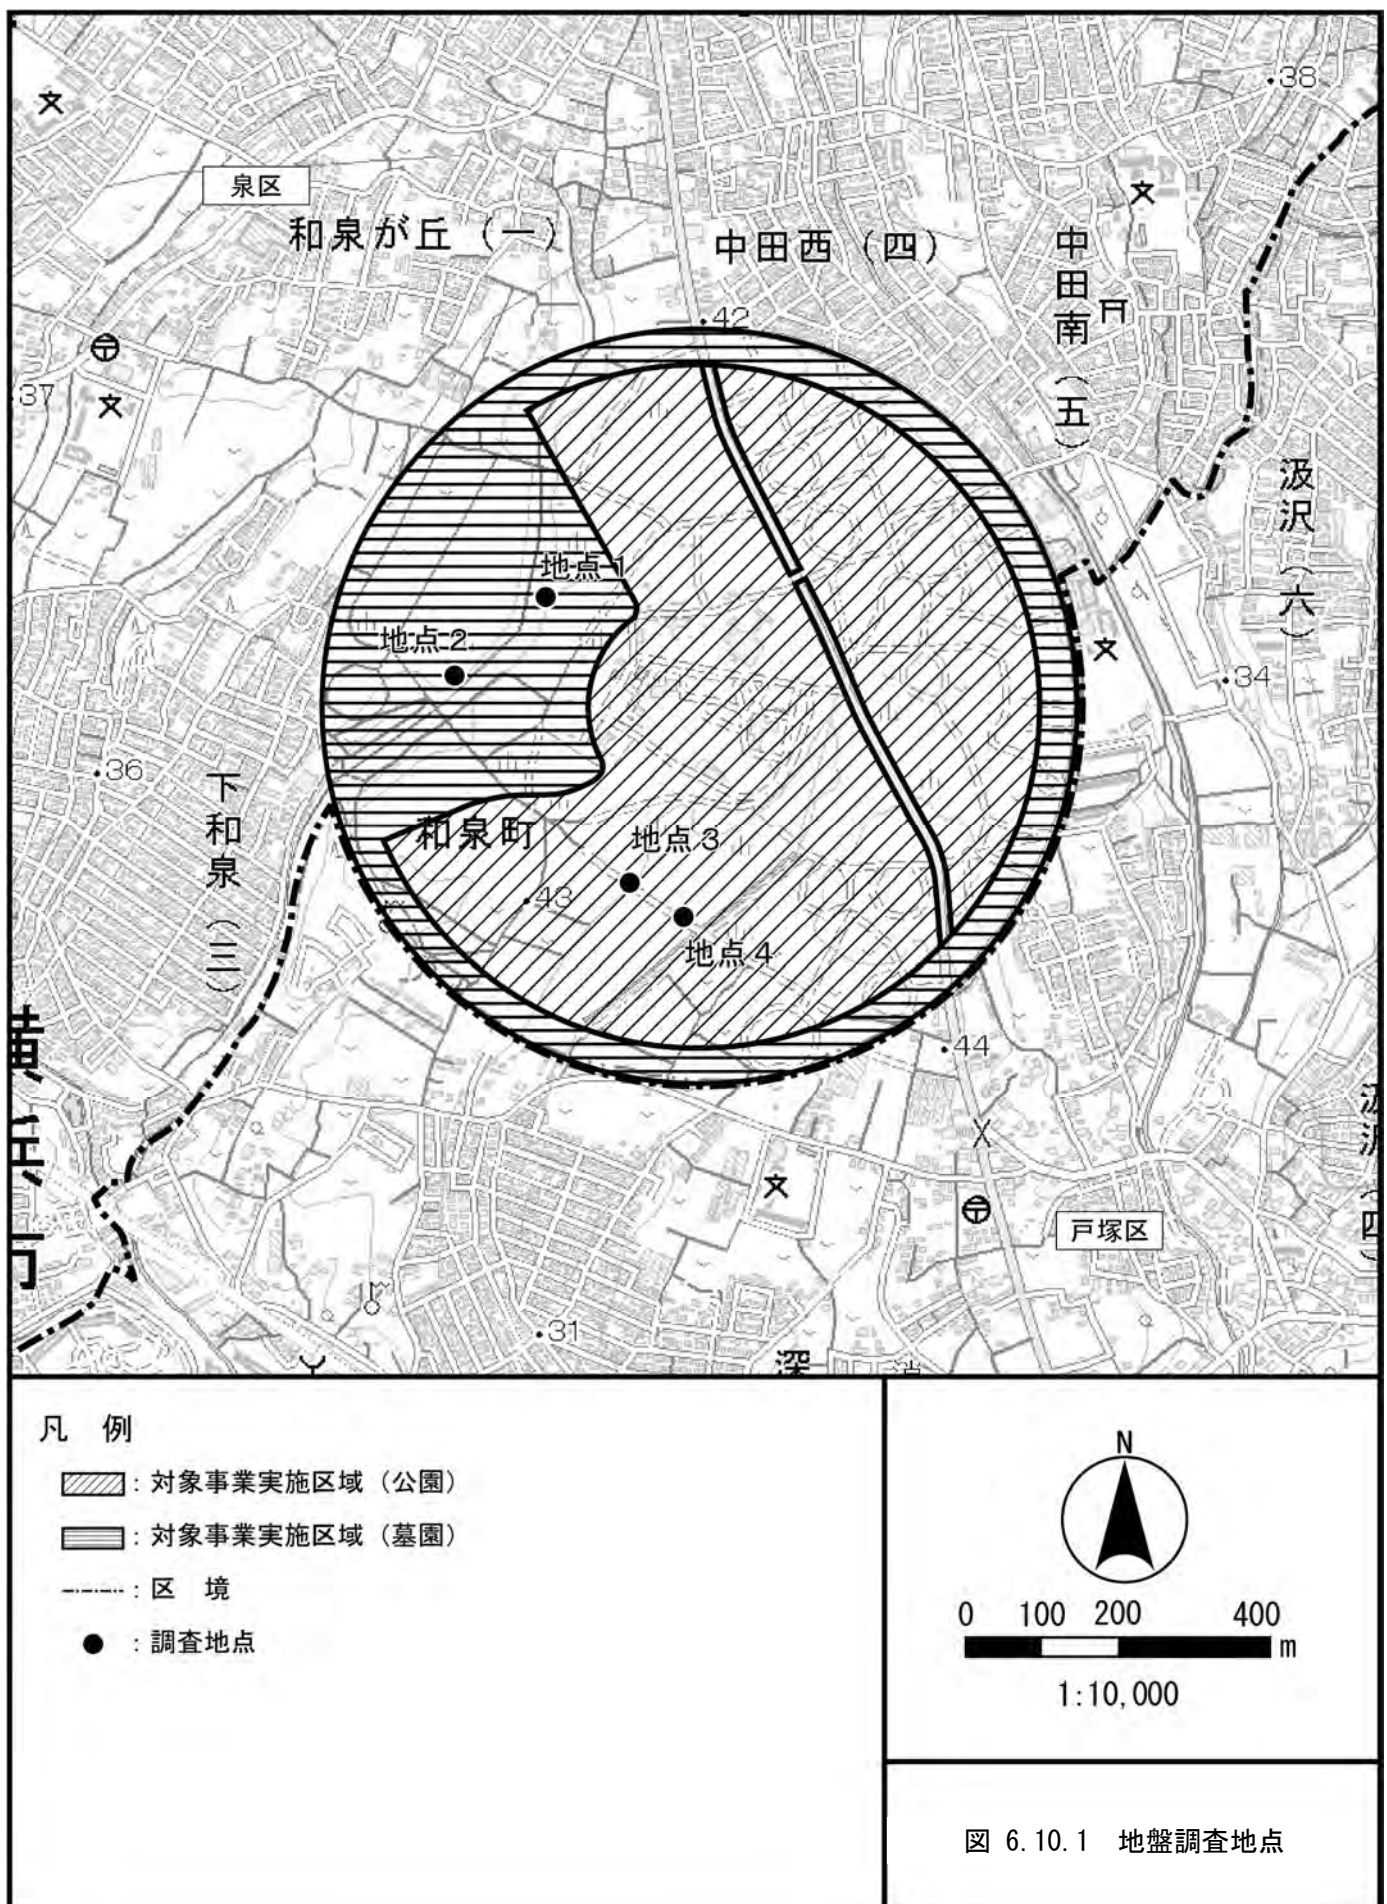 38
泉区
和泉が丘（一）
中田西（四）
中田南（五）
42
37
汲沢（六）
地点1
地点2
34
36
下和泉（三）
和泉町
地点3
43
地点4
44
戸塚区
31
深
凡 例
：対象事業実施区域（公園）
：対象事業実施区域（墓園）
：区 境
：調査地点
N
0 100 200 400
m
1:10,000
図 6.10.1 地盤調査地点